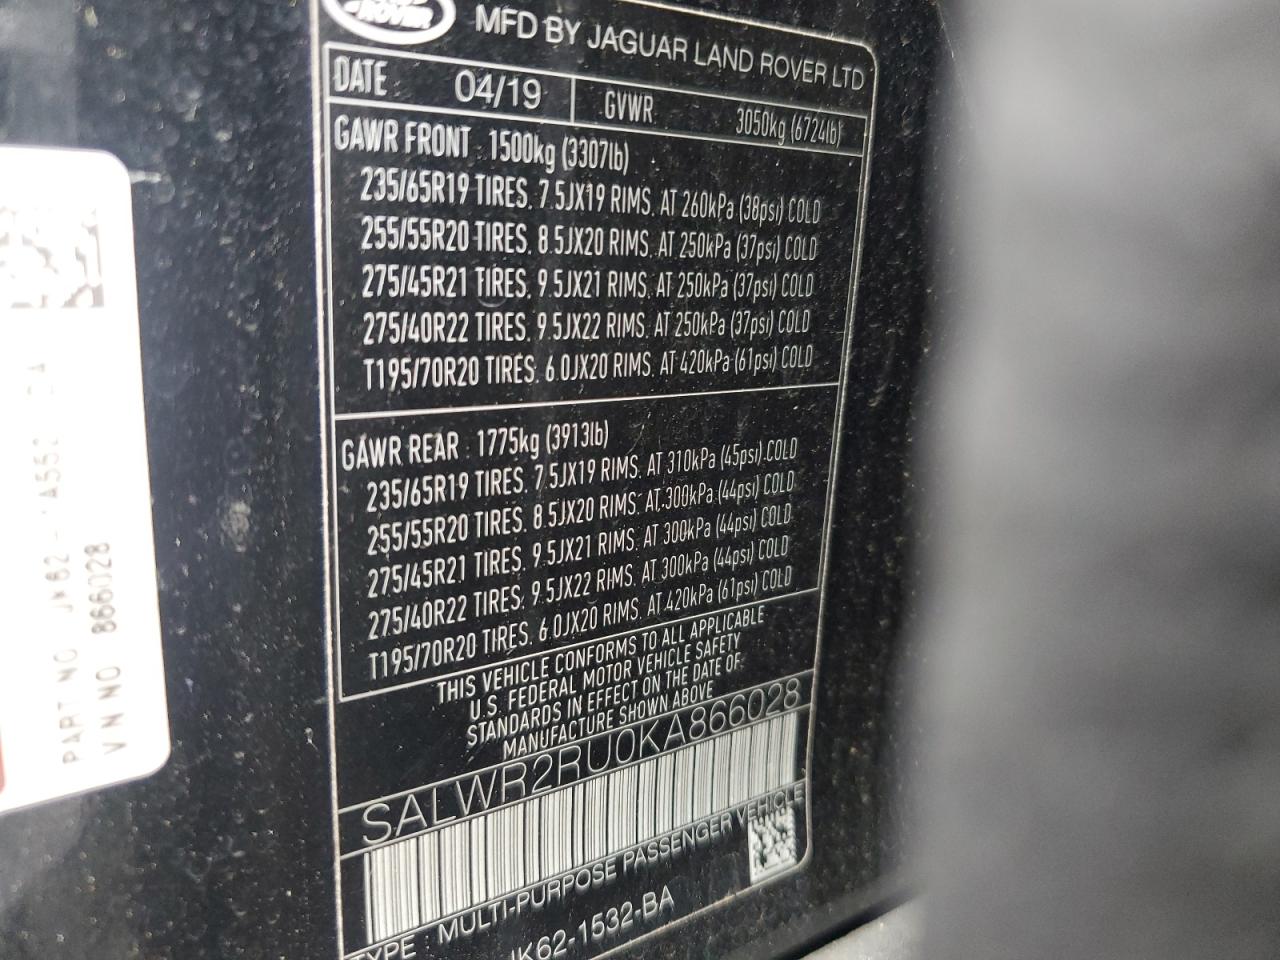 ROVER
MFD BY JAGUAR LAND ROVER LTD
DATE : 04/19 GVWR 3050kg (6724lb)
GAWR FRONT : 1500kg (3307lb)
235/65R19 TIRES. 7.5JX19 RIMS. AT 260kPa (38psi) COLD
255/55R20 TIRES. 8.5JX20 RIMS. AT 250kPa (37psi) COLD
275/45R21 TIRES. 9.5JX21 RIMS. AT 250kPa (37psi) COLD
275/40R22 TIRES. 9.5JX22 RIMS. AT 250kPa (37psi) COLD
T195/70R20 TIRES. 6.0JX20 RIMS. AT 420kPa (61psi) COLD
GAWR REAR : 1775kg (3913lb)
235/65R19 TIRES. 7.5JX19 RIMS. AT 310kPa (45psi) COLD
255/55R20 TIRES. 8.5JX20 RIMS. AT 300kPa (44psi) COLD
275/45R21 TIRES. 9.5JX21 RIMS. AT 300kPa (44psi) COLD
275/40R22 TIRES. 9.5JX22 RIMS. AT 300kPa (44psi) COLD
T195/70R20 TIRES. 6.0JX20 RIMS. AT 420kPa (61psi) COLD
THIS VEHICLE CONFORMS TO ALL APPLICABLE
U.S. FEDERAL MOTOR VEHICLE SAFETY
STANDARDS IN EFFECT ON THE DATE OF
MANUFACTURE SHOWN ABOVE
SALWR2RU0KA866028
TYPE : MULTI-PURPOSE PASSENGER VEHICLE
JK62-1532-BA
PART NO JK62
VIN NO 866028